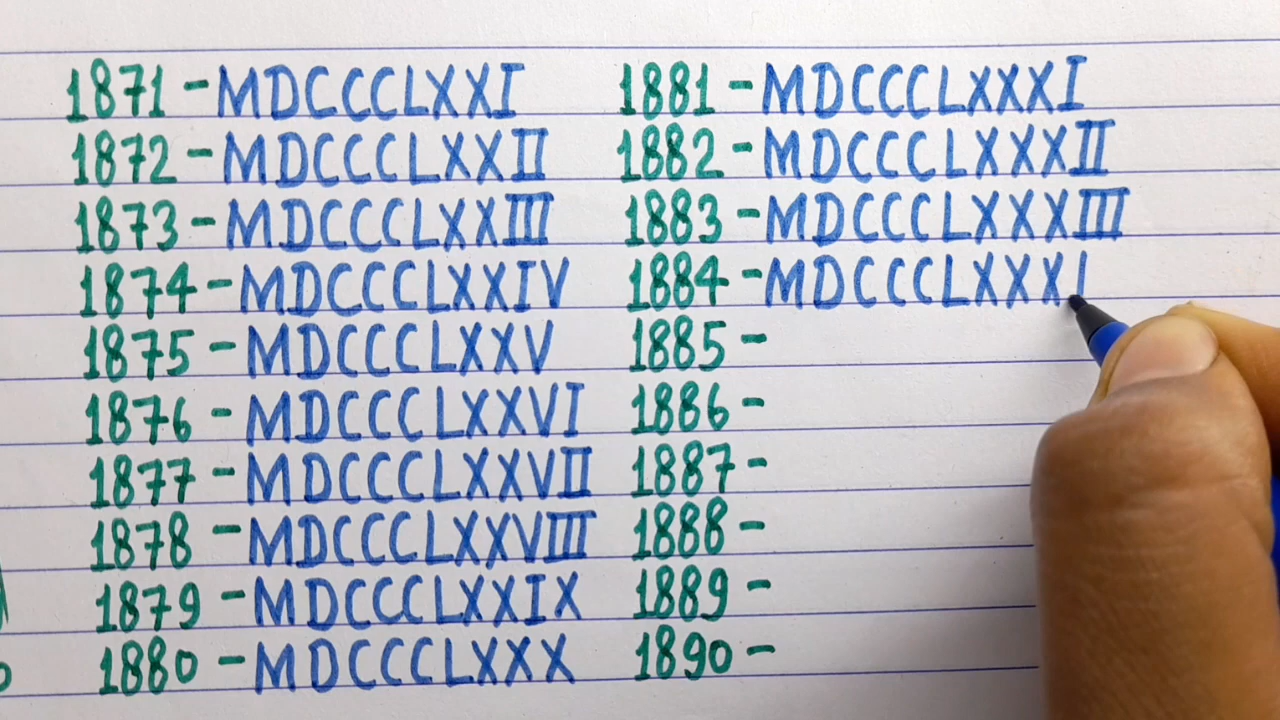 1871 - MDCCCLXXI
1872 - MDCCCLXXII
1873 - MDCCCLXXIII
1874 - MDCCCLXXIV
1875 - MDCCCLXXV
1876 - MDCCCLXXVI
1877 - MDCCCLXXVII
1878 - MDCCCLXXVIII
1879 - MDCCCLXXIX
1880 - MDCCCLXXX
1881 - MDCCCLXXXI
1882 - MDCCCLXXXII
1883 - MDCCCLXXXIII
1884 - MDCCCLXXXI
1885 -
1886 -
1887 -
1888 -
1889 -
1890 -